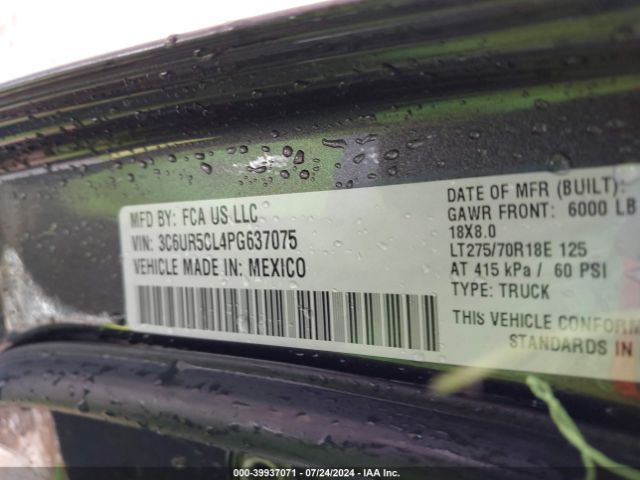 MFD BY: FCA US LLC
VIN: 3C6UR5CL4PG637075
VEHICLE MADE IN: MEXICO
DATE OF MFR (BUILT):
GAWR FRONT: 6000 LB
18X8.0
LT275/70R18E 125
AT 415 kPa / 60 PSI
TYPE: TRUCK
THIS VEHICLE CONFORM
STANDARDS IN
000-39937071 / 07/24/2024 - IAA Inc.